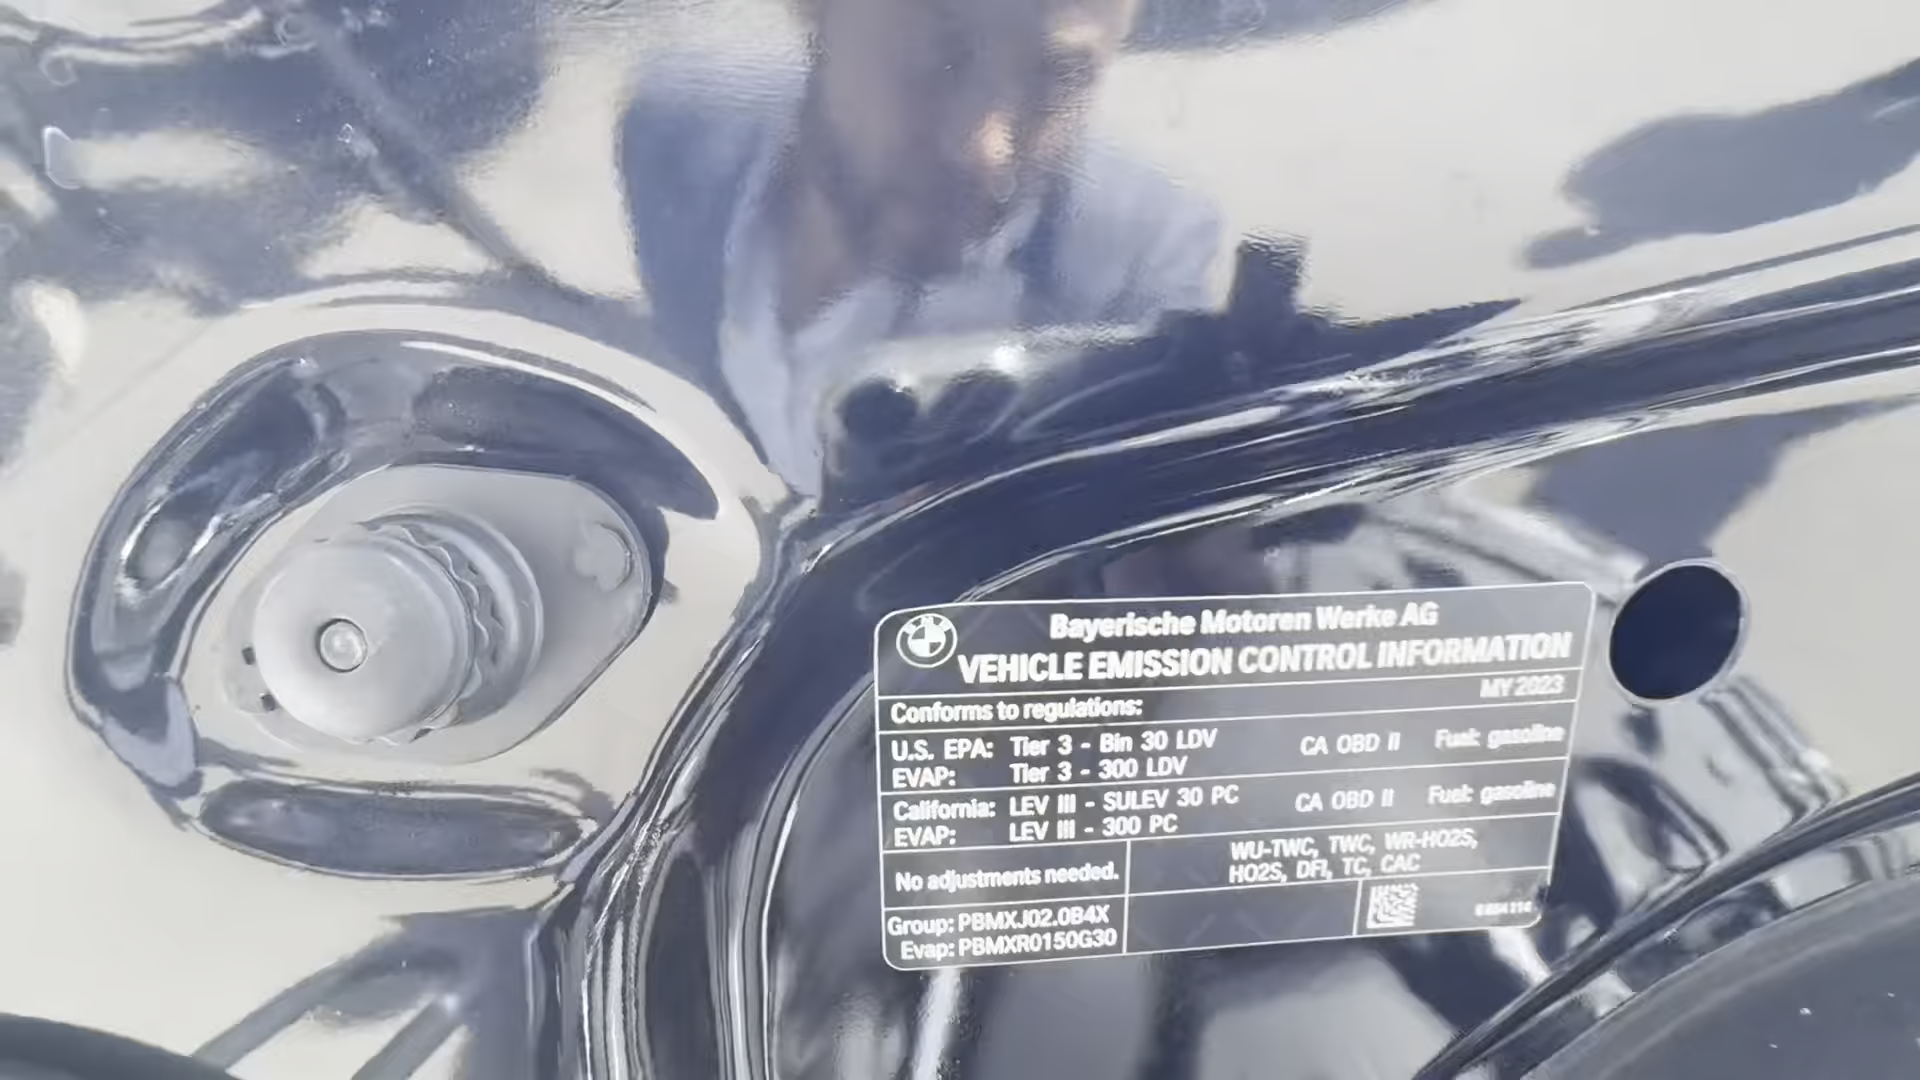 BMW
Bayerische Motoren Werke AG
VEHICLE EMISSION CONTROL INFORMATION
MY 2023
Conforms to regulations:
U.S. EPA: Tier 3 - Bin 30 LDV CA OBD II Fuel: gasoline
EVAP: Tier 3 - 300 LDV
California: LEV III - SULEV 30 PC CA OBD II Fuel: gasoline
EVAP: LEV III - 300 PC
No adjustments needed.
WU-TWC, TWC, WR-HO2S,
HO2S, DFI, TC, CAC
Group: PBMXJ02.0B4X
Evap: PBMXR0150G30